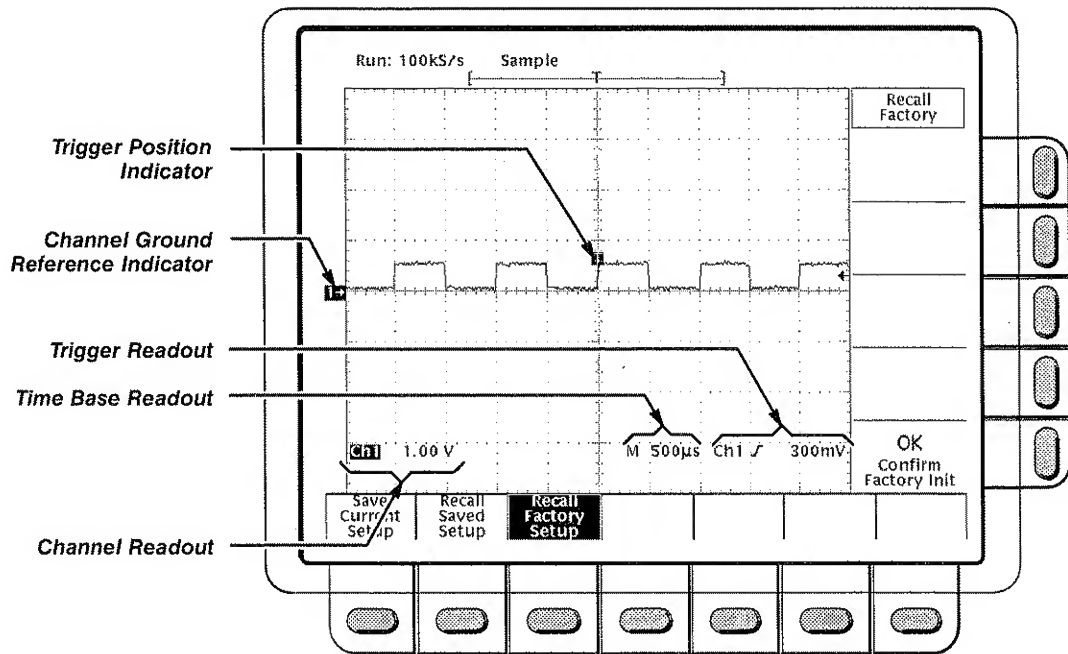 Run: 100kS/s Sample
T
Recall
Factory
Trigger Position
Indicator
Channel Ground
Reference Indicator
1→
Trigger Readout
Time Base Readout
Ch1 1.00 V
M 500µs
Ch1 300mV
OK
Confirm
Factory Init
Save
Current
Setup
Recall
Saved
Setup
Recall
Factory
Setup
Channel Readout